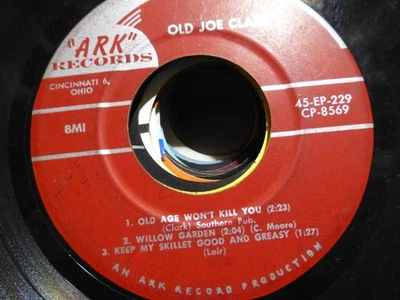 OLD JOE
"ARK"
RECORDS
CINCINNATI 6,
OHIO
BMI
45-EP-229
CP-8569
1. OLD AGE WON'T KILL YOU (2:23)
(Clark) Southern Pub.
2. WILLOW GARDEN (2:04) (C. Moore)
3. KEEP MY SKILLET GOOD AND GREASY (1:27)
(Lair)
AN ARK RECORD PRODUCTION